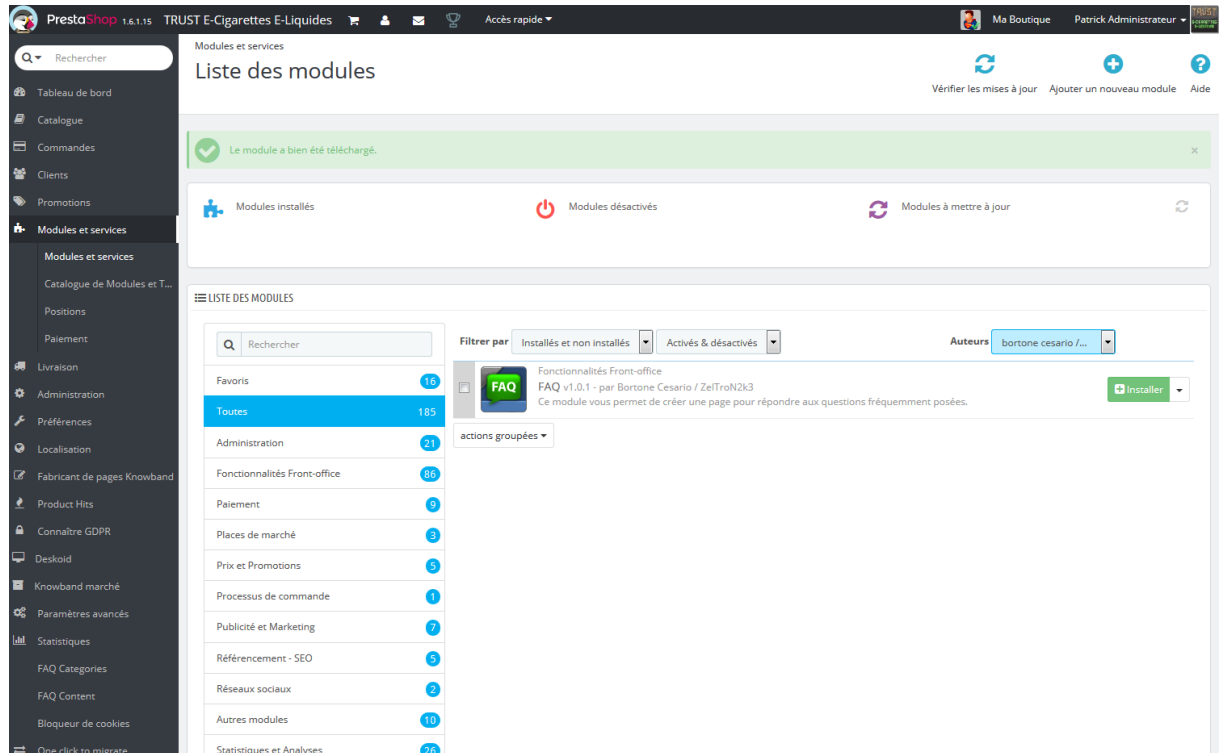 PrestaShop 1.6.1.15 TRUST E-Cigarettes E-Liquides Accès rapide Ma Boutique Patrick Administrateur
Rechercher
Tableau de bord
Catalogue
Commandes
Clients
Promotions
Modules et services
Modules et services
Catalogue de Modules et T...
Positions
Paiement
Livraison
Administration
Préférences
Localisation
Fabricant de pages Knowband
Product Hits
Connaître GDPR
Deskoid
Knowband marché
Paramètres avancés
Statistiques
FAQ Categories
FAQ Content
Bloqueur de cookies
One click to migrate
Modules et services
Liste des modules
Vérifier les mises à jour Ajouter un nouveau module Aide
Le module a bien été téléchargé. ×
Modules installés Modules désactivés Modules à mettre à jour
LISTE DES MODULES
Rechercher
Favoris 16
Toutes 185
Administration 21
Fonctionnalités Front-office 86
Paiement 9
Places de marché 3
Prix et Promotions 5
Processus de commande 1
Publicité et Marketing 7
Référencement - SEO 5
Réseaux sociaux 2
Autres modules 10
Statistiques et Analyses 26
Filtrer par Installés et non installés Activés & désactivés Auteurs bortone cesario /...
Fonctionnalités Front-office
FAQ FAQ v1.0.1 - par Bortone Cesario / ZelTroN2k3
Ce module vous permet de créer une page pour répondre aux questions fréquemment posées.
Installer
actions groupées